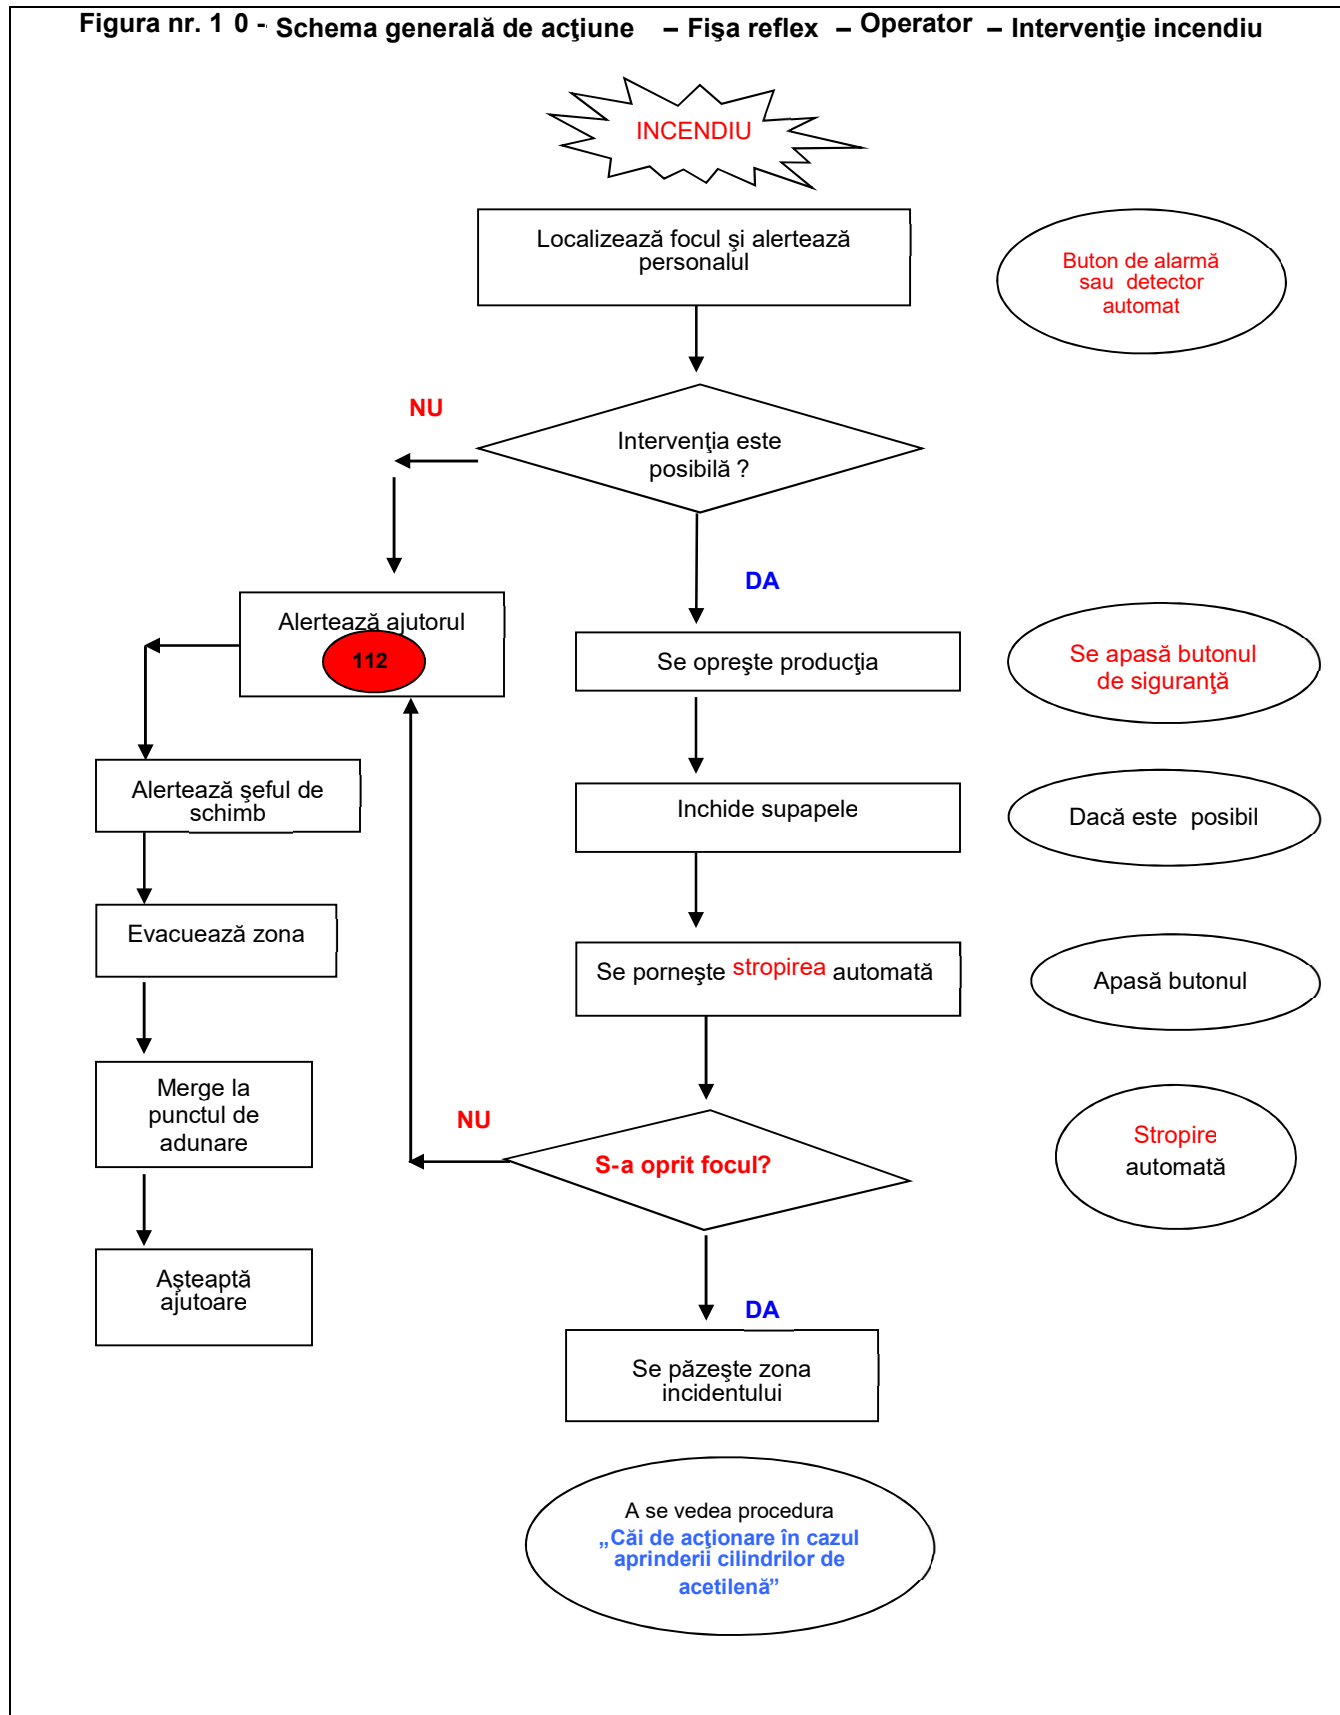 Figura nr. 1 0 - Schema generală de acţiune – Fişa reflex – Operator – Intervenţie incendiu
INCENDIU
Localizează focul şi alertează
personalul
Buton de alarmă
sau detector
automat
NU
Intervenţia este
posibilă ?
DA
Alertează ajutorul
112
Se opreşte producţia
Se apasă butonul
de siguranţă
Alertează şeful de
schimb
Inchide supapele
Dacă este posibil
Evacuează zona
Se porneşte stropirea automată
Apasă butonul
Merge la
punctul de
adunare
NU
S-a oprit focul?
Stropire
automată
Aşteaptă
ajutoare
DA
Se păzeşte zona
incidentului
A se vedea procedura
„Căi de acţionare în cazul
aprinderii cilindrilor de
acetilenă”